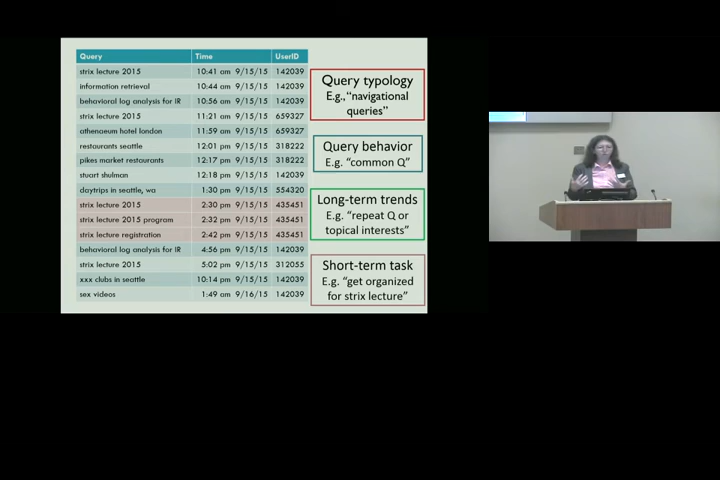 Query Time UserID
strix lecture 2015 10:41 am 9/15/15 142039
information retrieval 10:44 am 9/15/15 142039
behavioral log analysis for IR 10:56 am 9/15/15 142039
strix lecture 2015 11:21 am 9/15/15 659327
athenaeum hotel london 11:59 am 9/15/15 659327
restaurants seattle 12:01 pm 9/15/15 318222
pikes market restaurants 12:17 pm 9/15/15 318222
stuart shulman 12:18 pm 9/15/15 142039
daytrips in seattle, wa 1:30 pm 9/15/15 554320
strix lecture 2015 2:30 pm 9/15/15 435451
strix lecture 2015 program 2:32 pm 9/15/15 435451
strix lecture registration 2:42 pm 9/15/15 435451
behavioral log analysis for IR 4:56 pm 9/15/15 142039
strix lecture 2015 5:02 pm 9/15/15 312055
xxx clubs in seattle 10:14 pm 9/15/15 142039
sex videos 1:49 am 9/16/15 142039
Query typology
E.g., "navigational
queries"
Query behavior
E.g. "common Q"
Long-term trends
E.g. "repeat Q or
topical interests"
Short-term task
E.g. "get organized
for strix lecture"